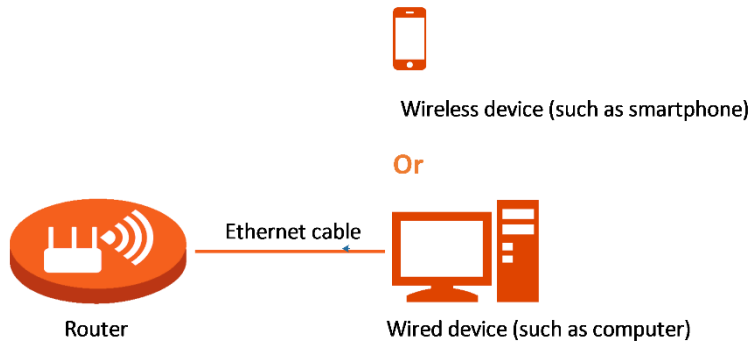 Wireless device (such as smartphone)
Or
Ethernet cable
Router
Wired device (such as computer)